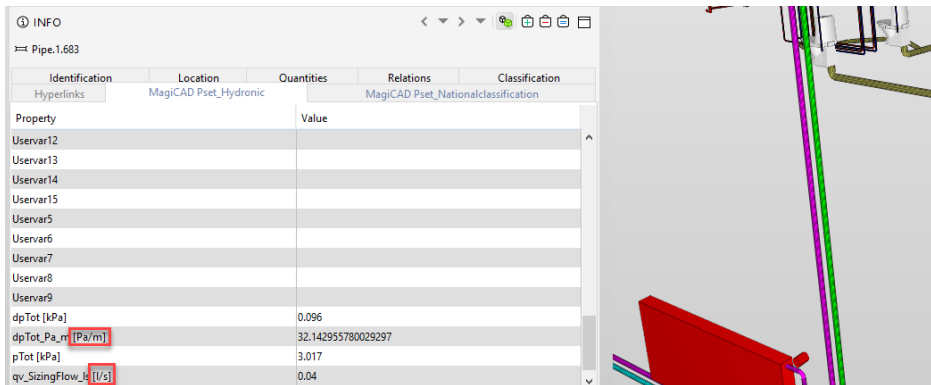 INFO
Pipe.1.683
Identification Location Quantities Relations Classification
Hyperlinks MagiCAD Pset_Hydronic MagiCAD Pset_Nationalclassification
Property Value
Uservar12
Uservar13
Uservar14
Uservar15
Uservar5
Uservar6
Uservar7
Uservar8
Uservar9
dpTot [kPa] 0.096
dpTot_Pa_m [Pa/m] 32.142955780029297
pTot [kPa] 3.017
qv_SizingFlow_ls [l/s] 0.04